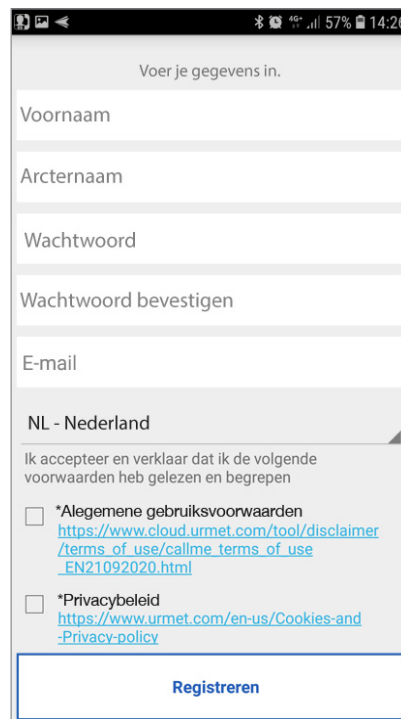 4G+ 57% 14:26
Voer je gegevens in.
Voornaam
Arcternaam
Wachtwoord
Wachtwoord bevestigen
E-mail
NL - Nederland
Ik accepteer en verklaar dat ik de volgende
voorwaarden heb gelezen en begrepen
*Alegemene gebruiksvoorwaarden
https://www.cloud.urmet.com/tool/disclaimer
/terms_of_use/callme_terms_of_use
_EN21092020.html
*Privacybeleid
https://www.urmet.com/en-us/Cookies-and
-Privacy-policy
Registreren